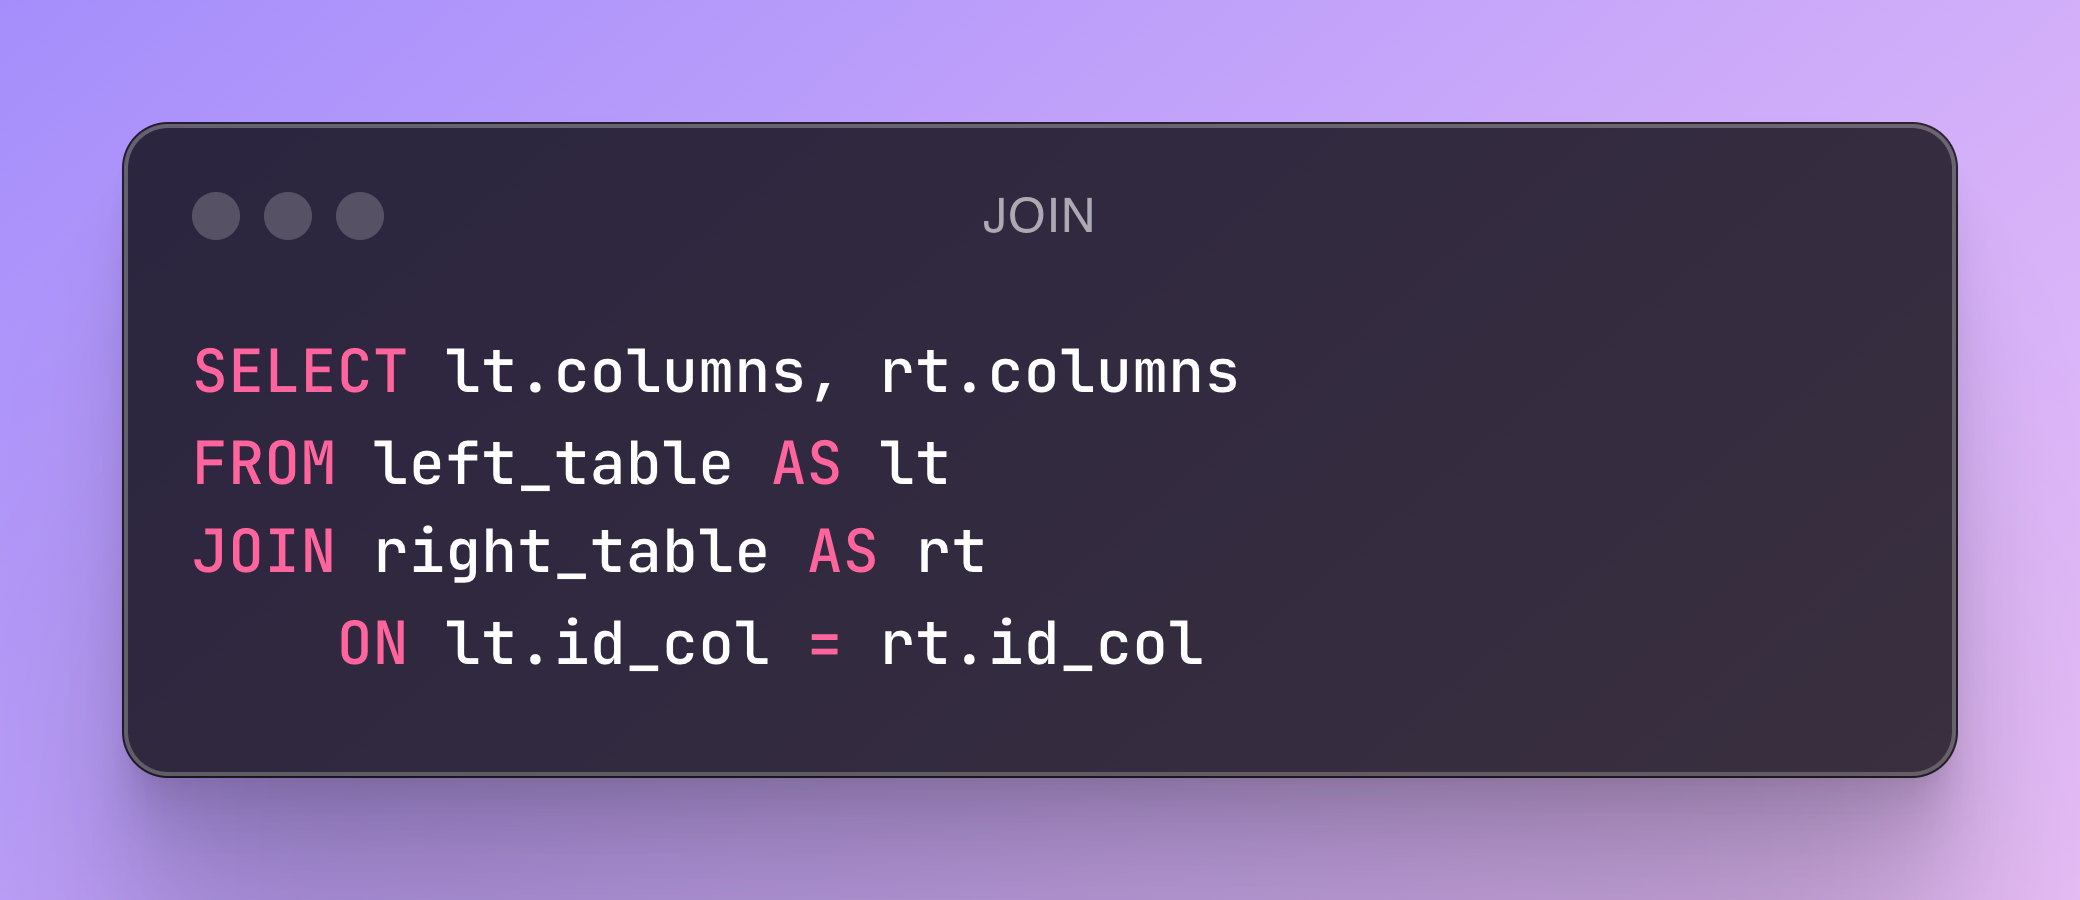 JOIN
SELECT lt.columns, rt.columns
FROM left_table AS lt
JOIN right_table AS rt
    ON lt.id_col = rt.id_col